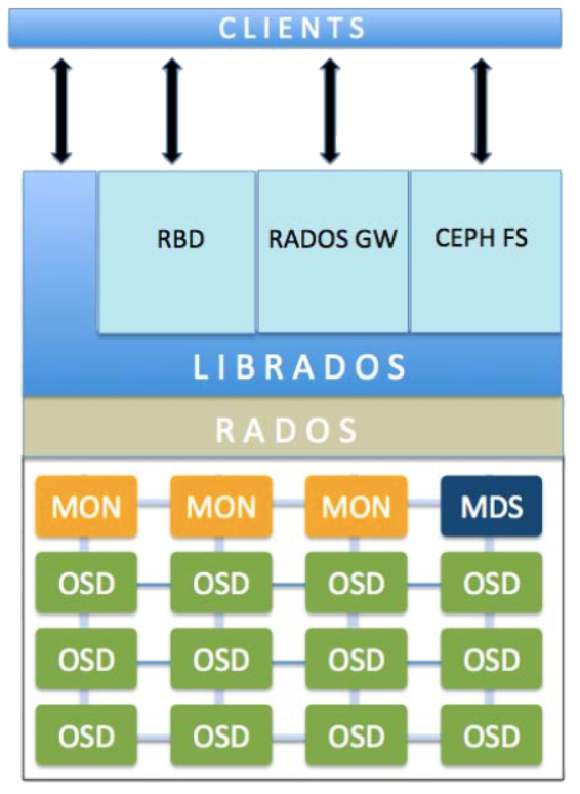 CLIENTS
RBD RADOS GW CEPH FS
LIBRADOS
RADOS
MON MON MON MDS
OSD OSD OSD OSD
OSD OSD OSD OSD
OSD OSD OSD OSD